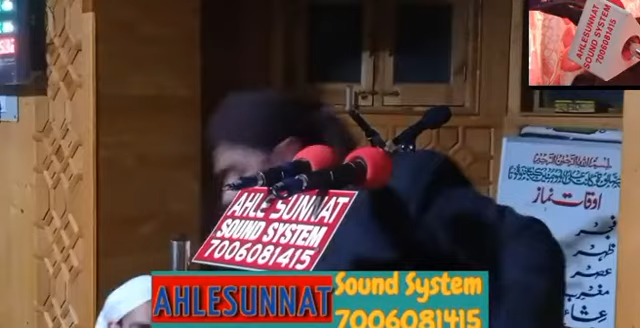 AHLESUNNAT
SOUND SYSTEM
7006081415
اوقات نماز
فجر
ظہر
عصر
مغرب
عشاء
AHLE SUNNAT
SOUND SYSTEM
7006081415
AHLESUNNAT
Sound System
7006081415